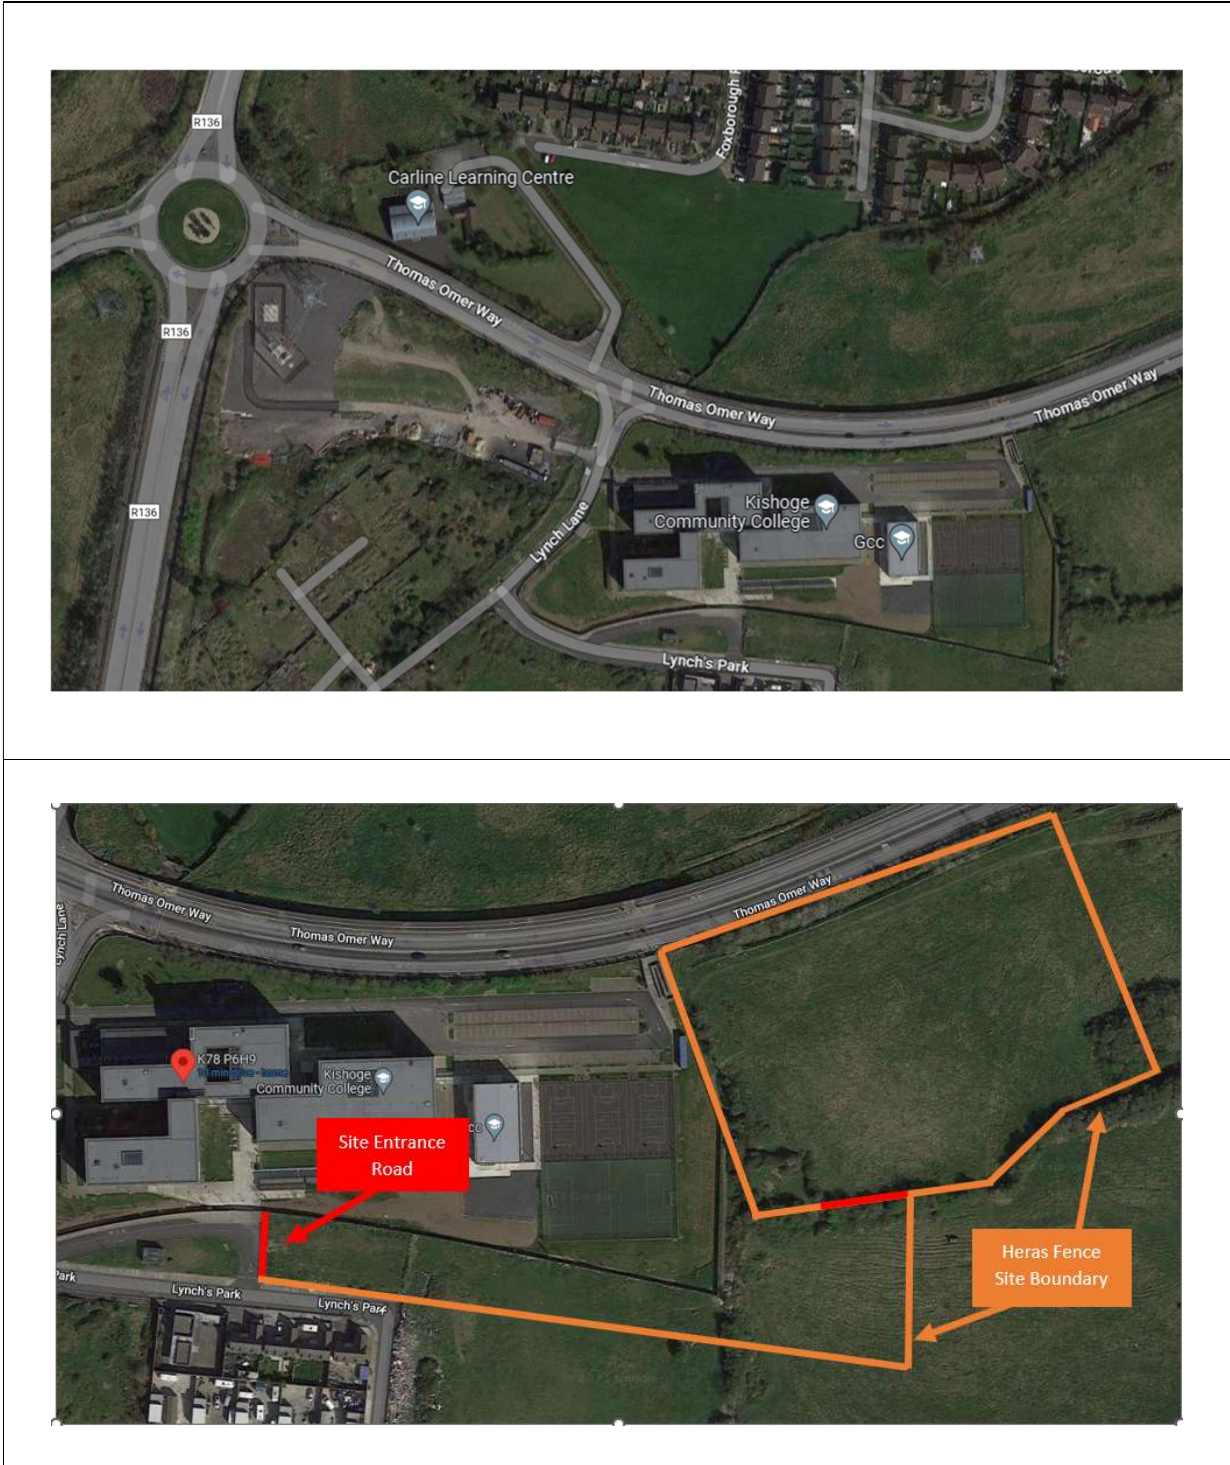 R136
Foxborough
Carline Learning Centre
Thomas Omer Way
R136
Thomas Omer Way
Thomas Omer Way
R136
Kishoge
Community College
Gcc
Lynch Lane
Lynch's Park
Thomas Omer Way
Thomas Omer Way
Thomas Omer Way
Lynch Lane
K78 P6H9
Kishoge
Community College
Site Entrance
Road
Heras Fence
Site Boundary
Park
Lynch's Park
Lynch's Park